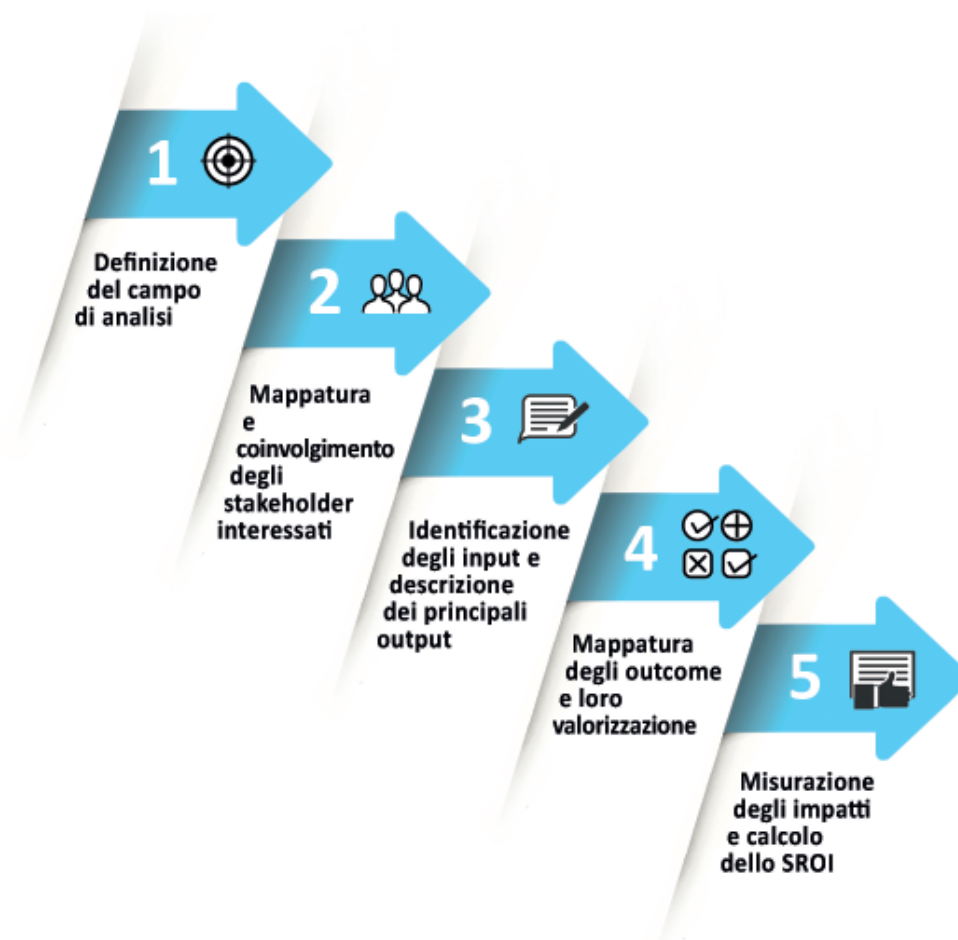 1
Definizione
del campo
di analisi
2
Mappatura
e
coinvolgimento
degli
stakeholder
interessati
3
Identificazione
degli input e
descrizione
dei principali
output
4
Mappatura
degli outcome
e loro
valorizzazione
5
Misurazione
degli impatti
e calcolo
dello SROI